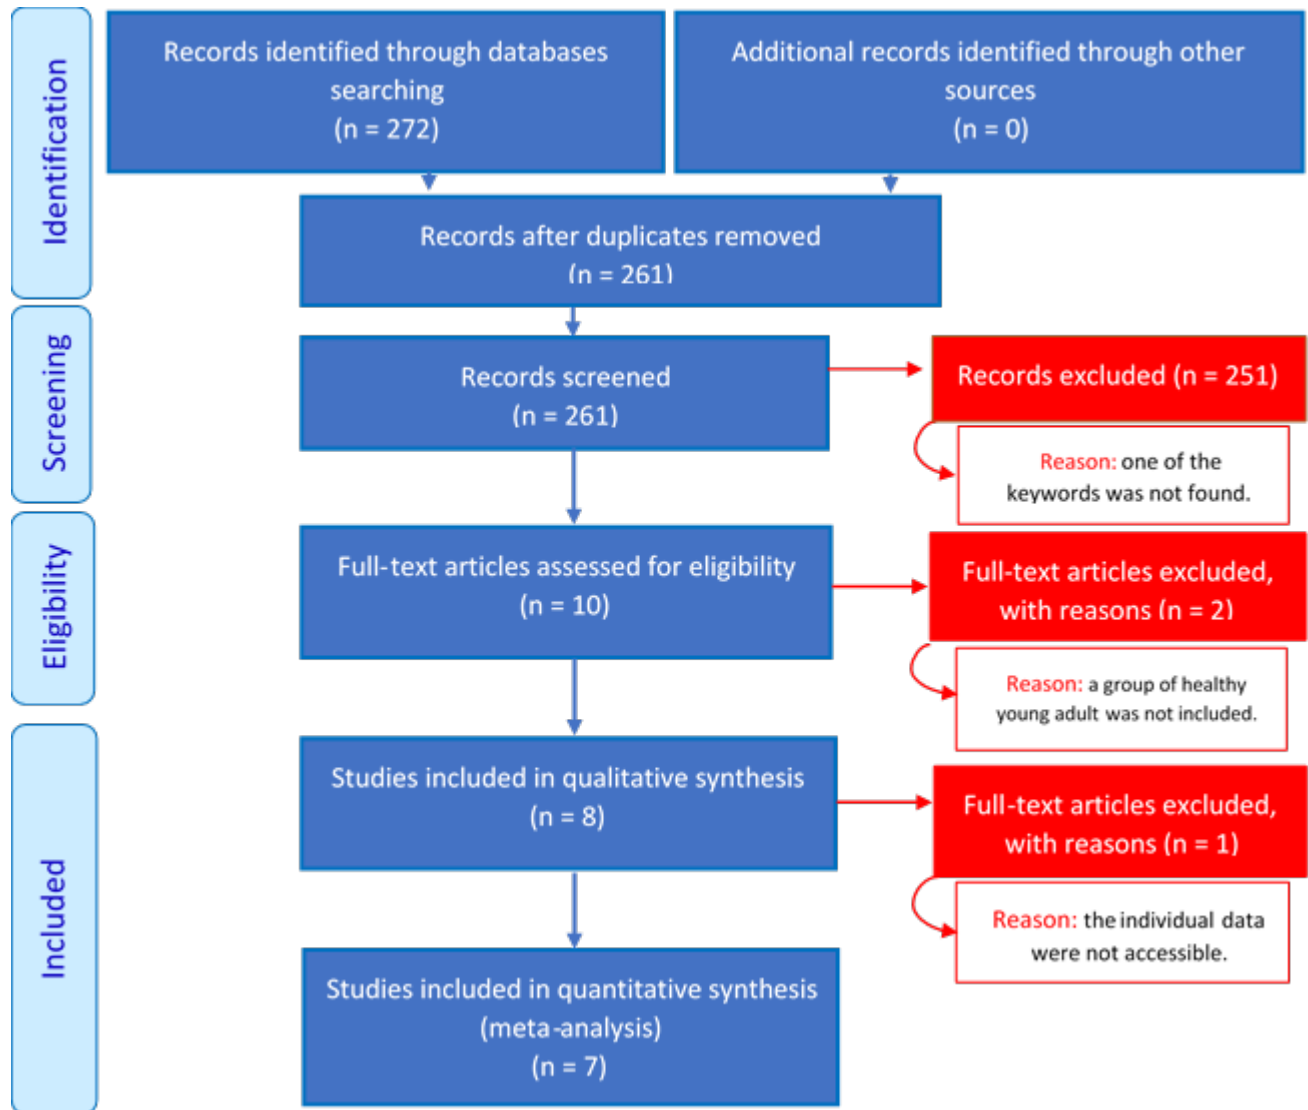 Identification
Records identified through databases
searching
(n = 272)
Additional records identified through other
sources
(n = 0)
Records after duplicates removed
(n = 261)
Screening
Records screened
(n = 261)
Records excluded (n = 251)
Reason: one of the
keywords was not found.
Eligibility
Full-text articles assessed for eligibility
(n = 10)
Full-text articles excluded,
with reasons (n = 2)
Reason: a group of healthy
young adult was not included.
Included
Studies included in qualitative synthesis
(n = 8)
Full-text articles excluded,
with reasons (n = 1)
Reason: the individual data
were not accessible.
Studies included in quantitative synthesis
(meta-analysis)
(n = 7)